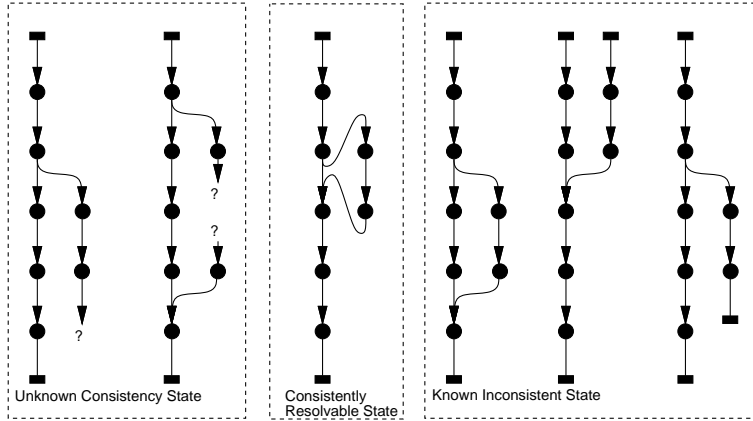 ?
?
?
Unknown Consistency State
Consistently
Resolvable State
Known Inconsistent State